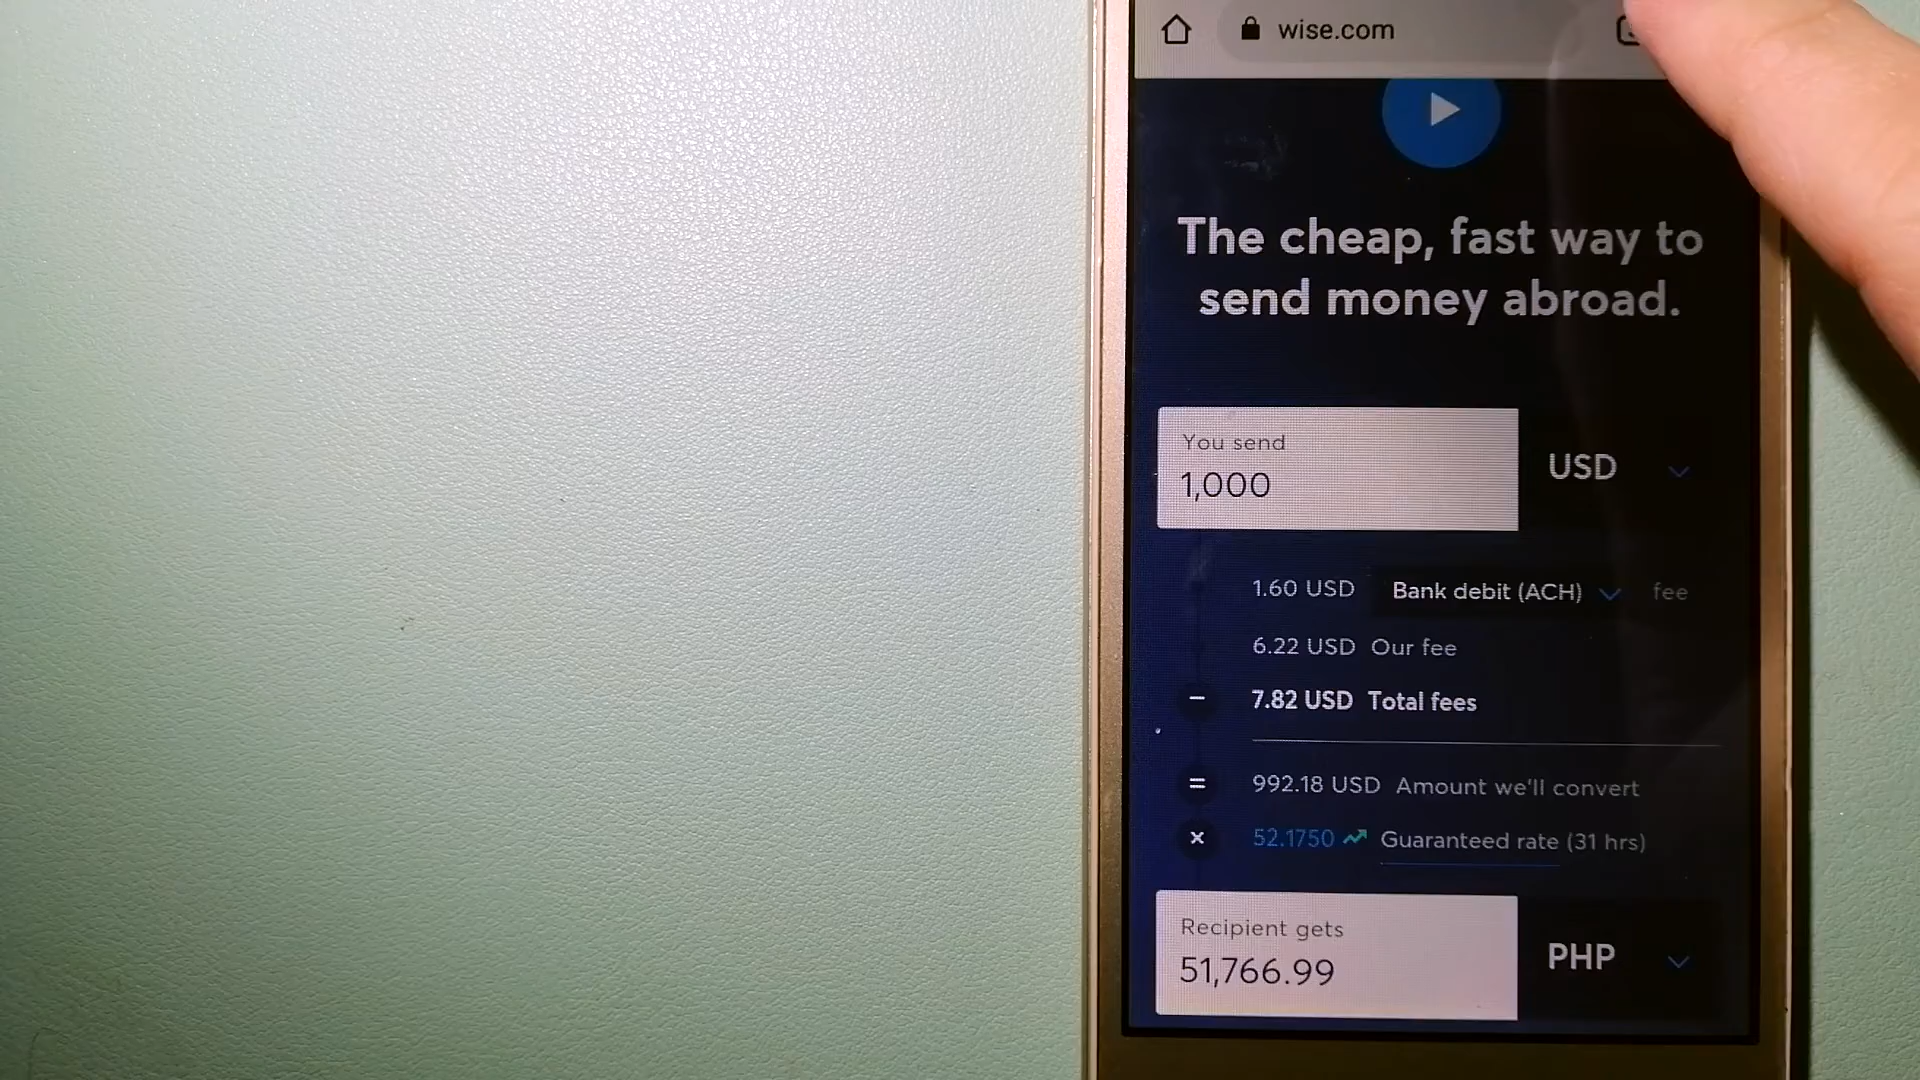 wise.com
The cheap, fast way to
send money abroad.
You send
1,000
USD
1.60 USD Bank debit (ACH) fee
6.22 USD Our fee
− 7.82 USD Total fees
= 992.18 USD Amount we'll convert
× 52.1750 Guaranteed rate (31 hrs)
Recipient gets
51,766.99
PHP